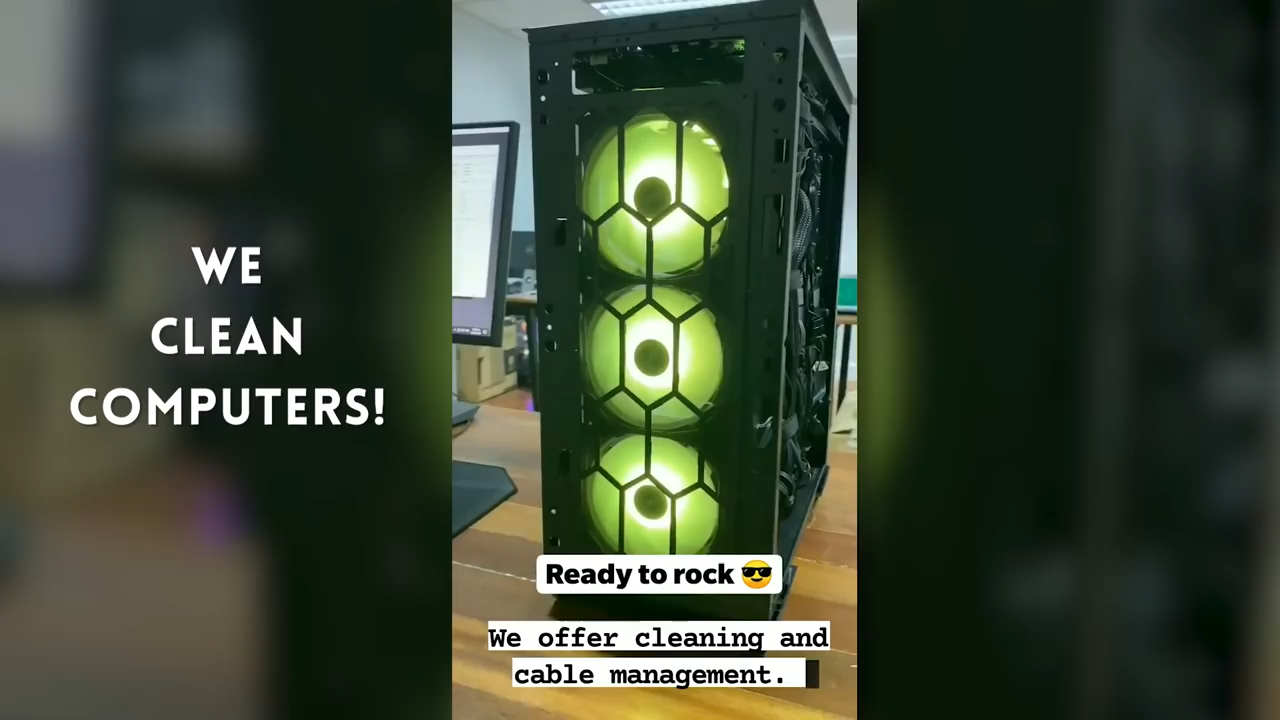 WE
CLEAN
COMPUTERS!
Ready to rock 😎
We offer cleaning and
cable management.